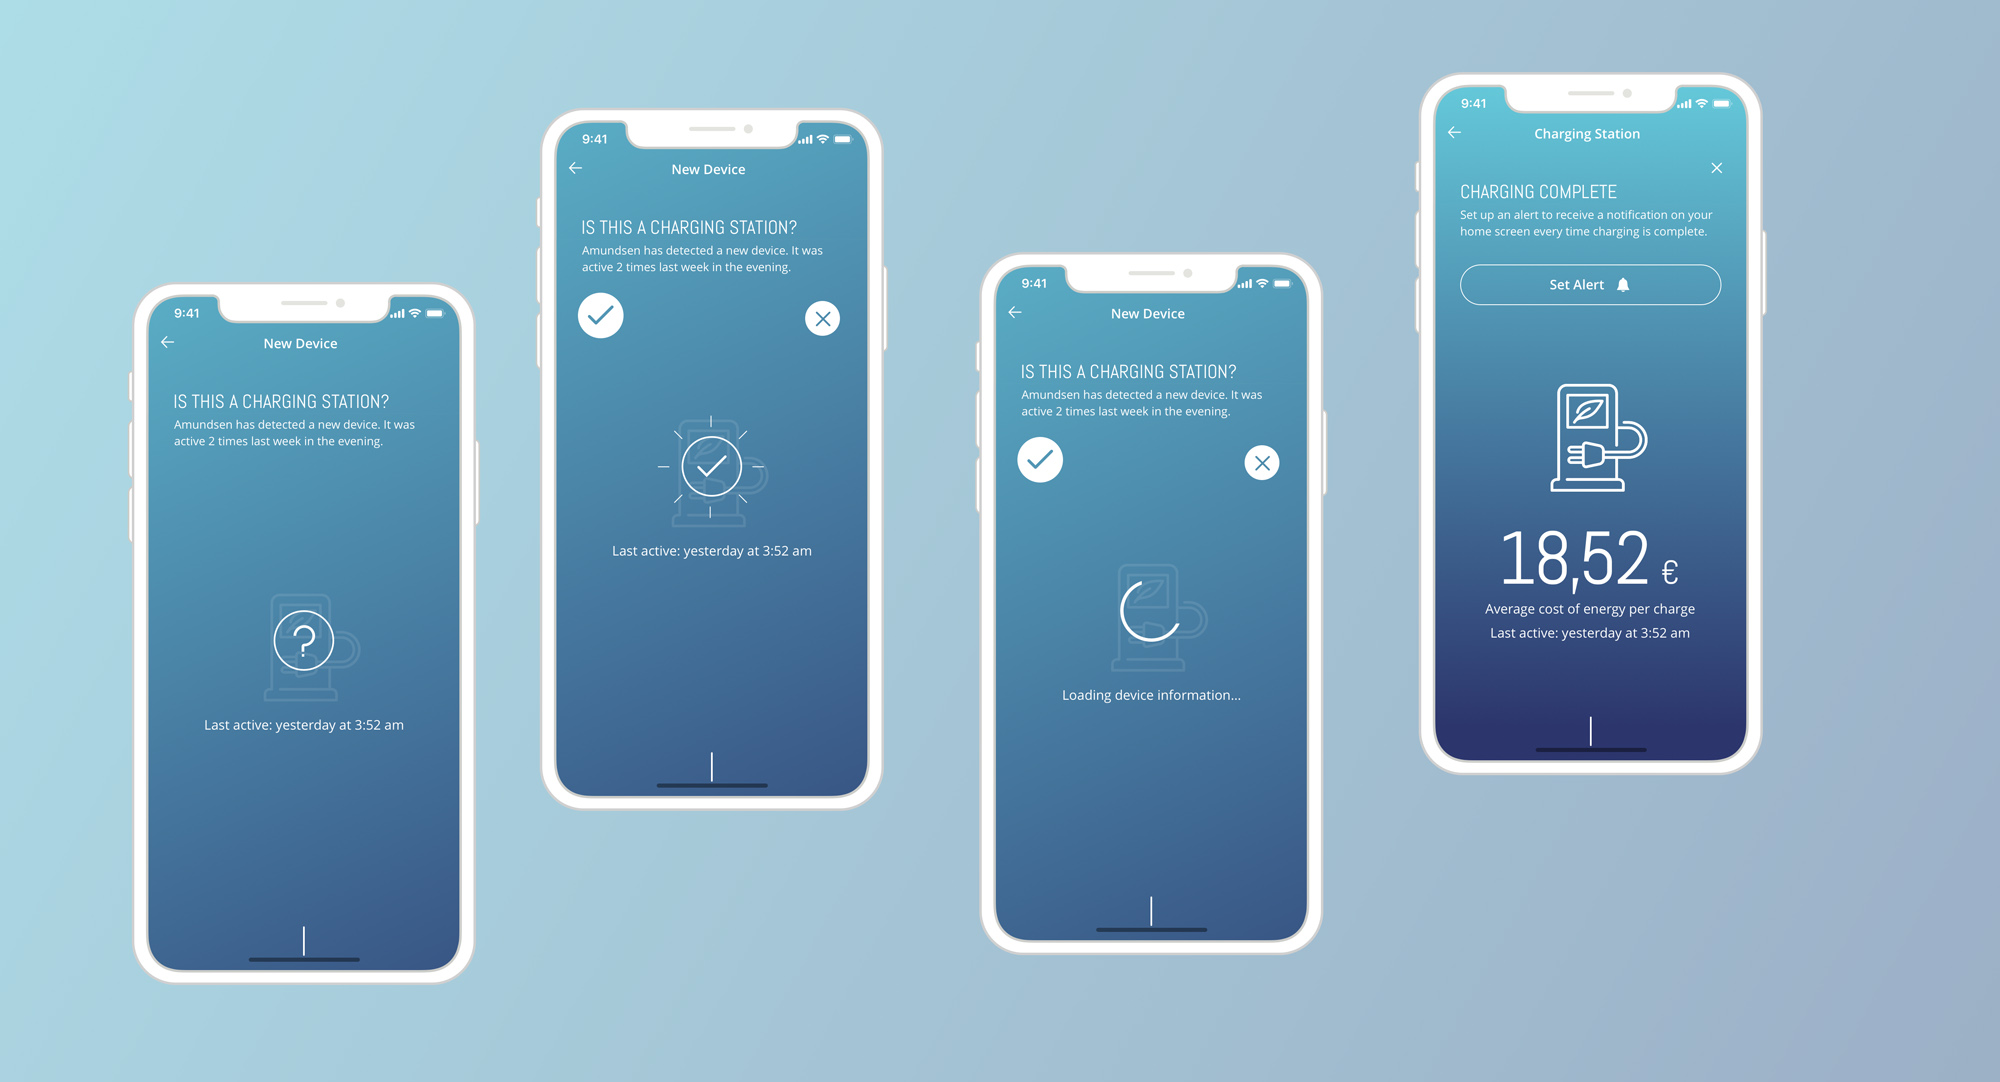 9:41
New Device
IS THIS A CHARGING STATION?
Amundsen has detected a new device. It was
active 2 times last week in the evening.
?
Last active: yesterday at 3:52 am
9:41
New Device
IS THIS A CHARGING STATION?
Amundsen has detected a new device. It was
active 2 times last week in the evening.
Last active: yesterday at 3:52 am
9:41
New Device
IS THIS A CHARGING STATION?
Amundsen has detected a new device. It was
active 2 times last week in the evening.
Loading device information...
9:41
Charging Station
CHARGING COMPLETE
Set up an alert to receive a notification on your
home screen every time charging is complete.
Set Alert
18,52 €
Average cost of energy per charge
Last active: yesterday at 3:52 am